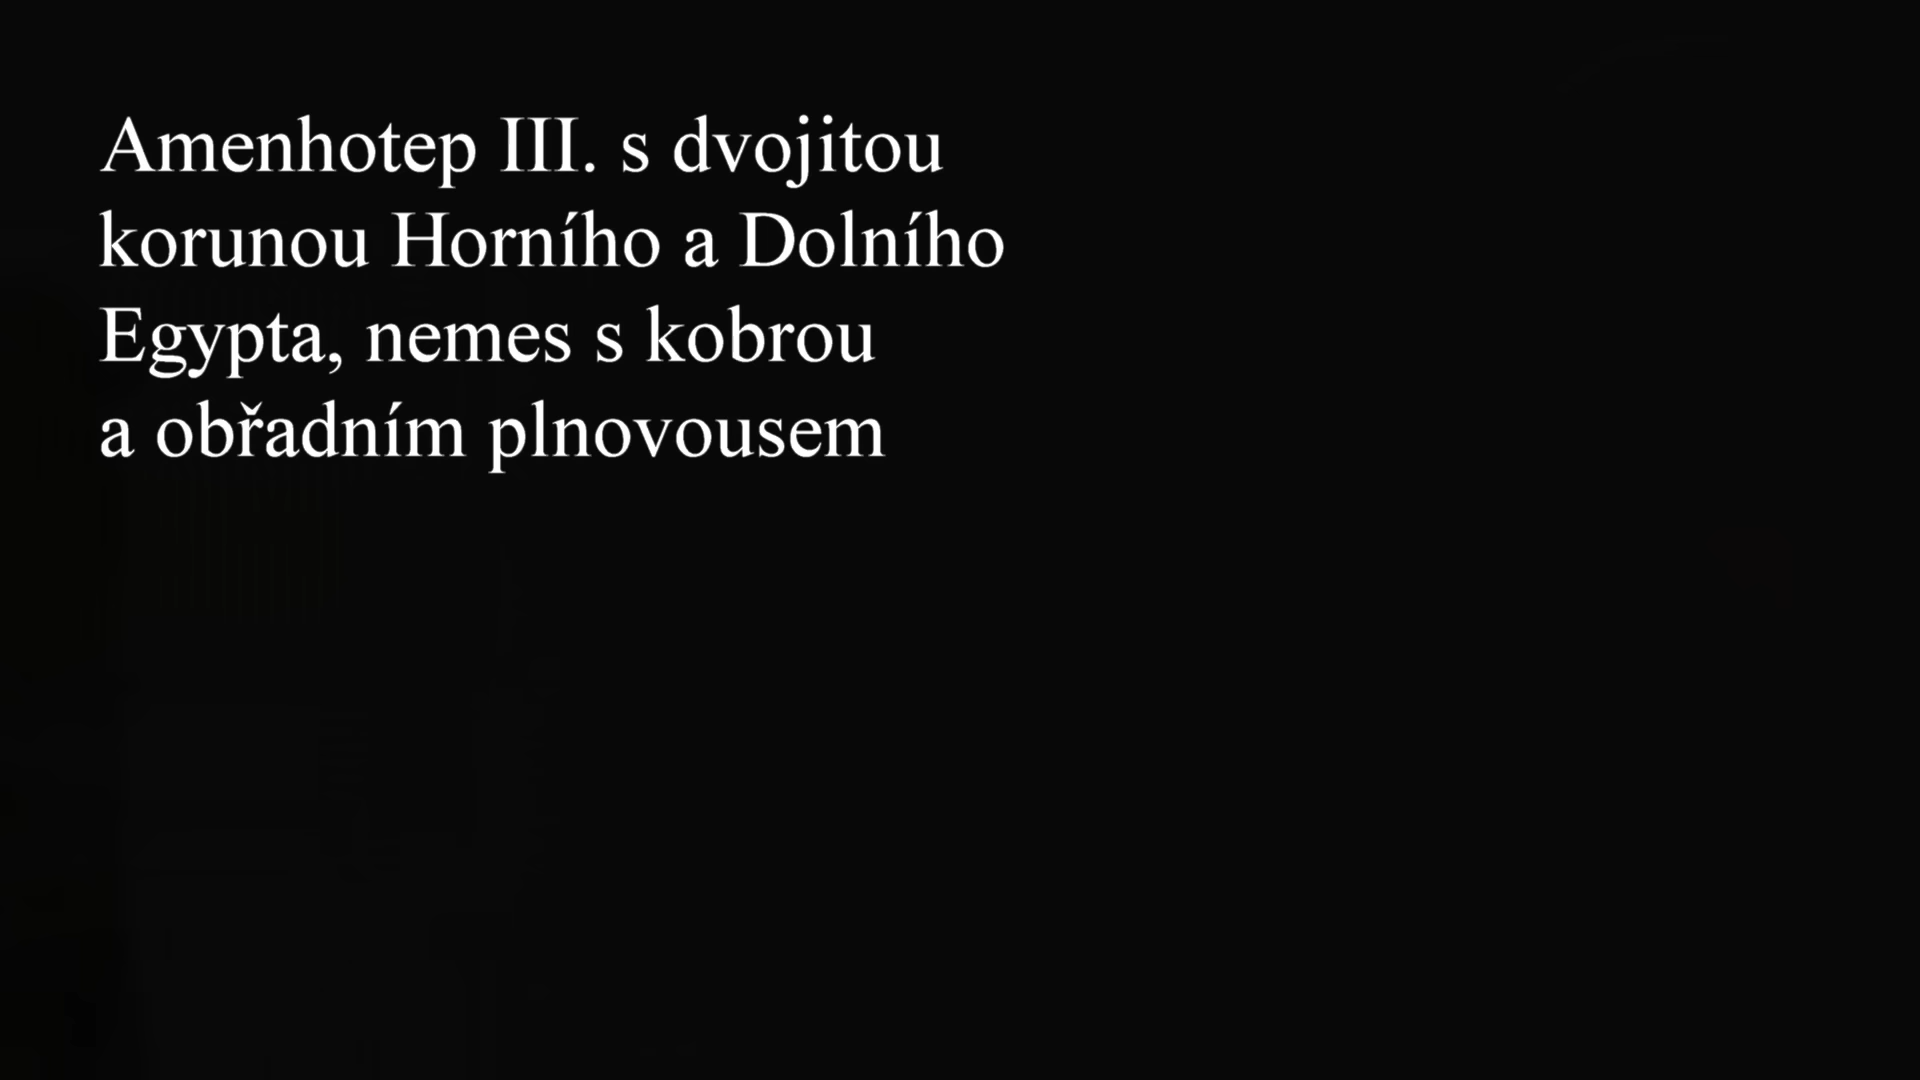 Amenhotep III. s dvojitou
korunou Horního a Dolního
Egypta, nemes s kobrou
a obřadním plnovousem